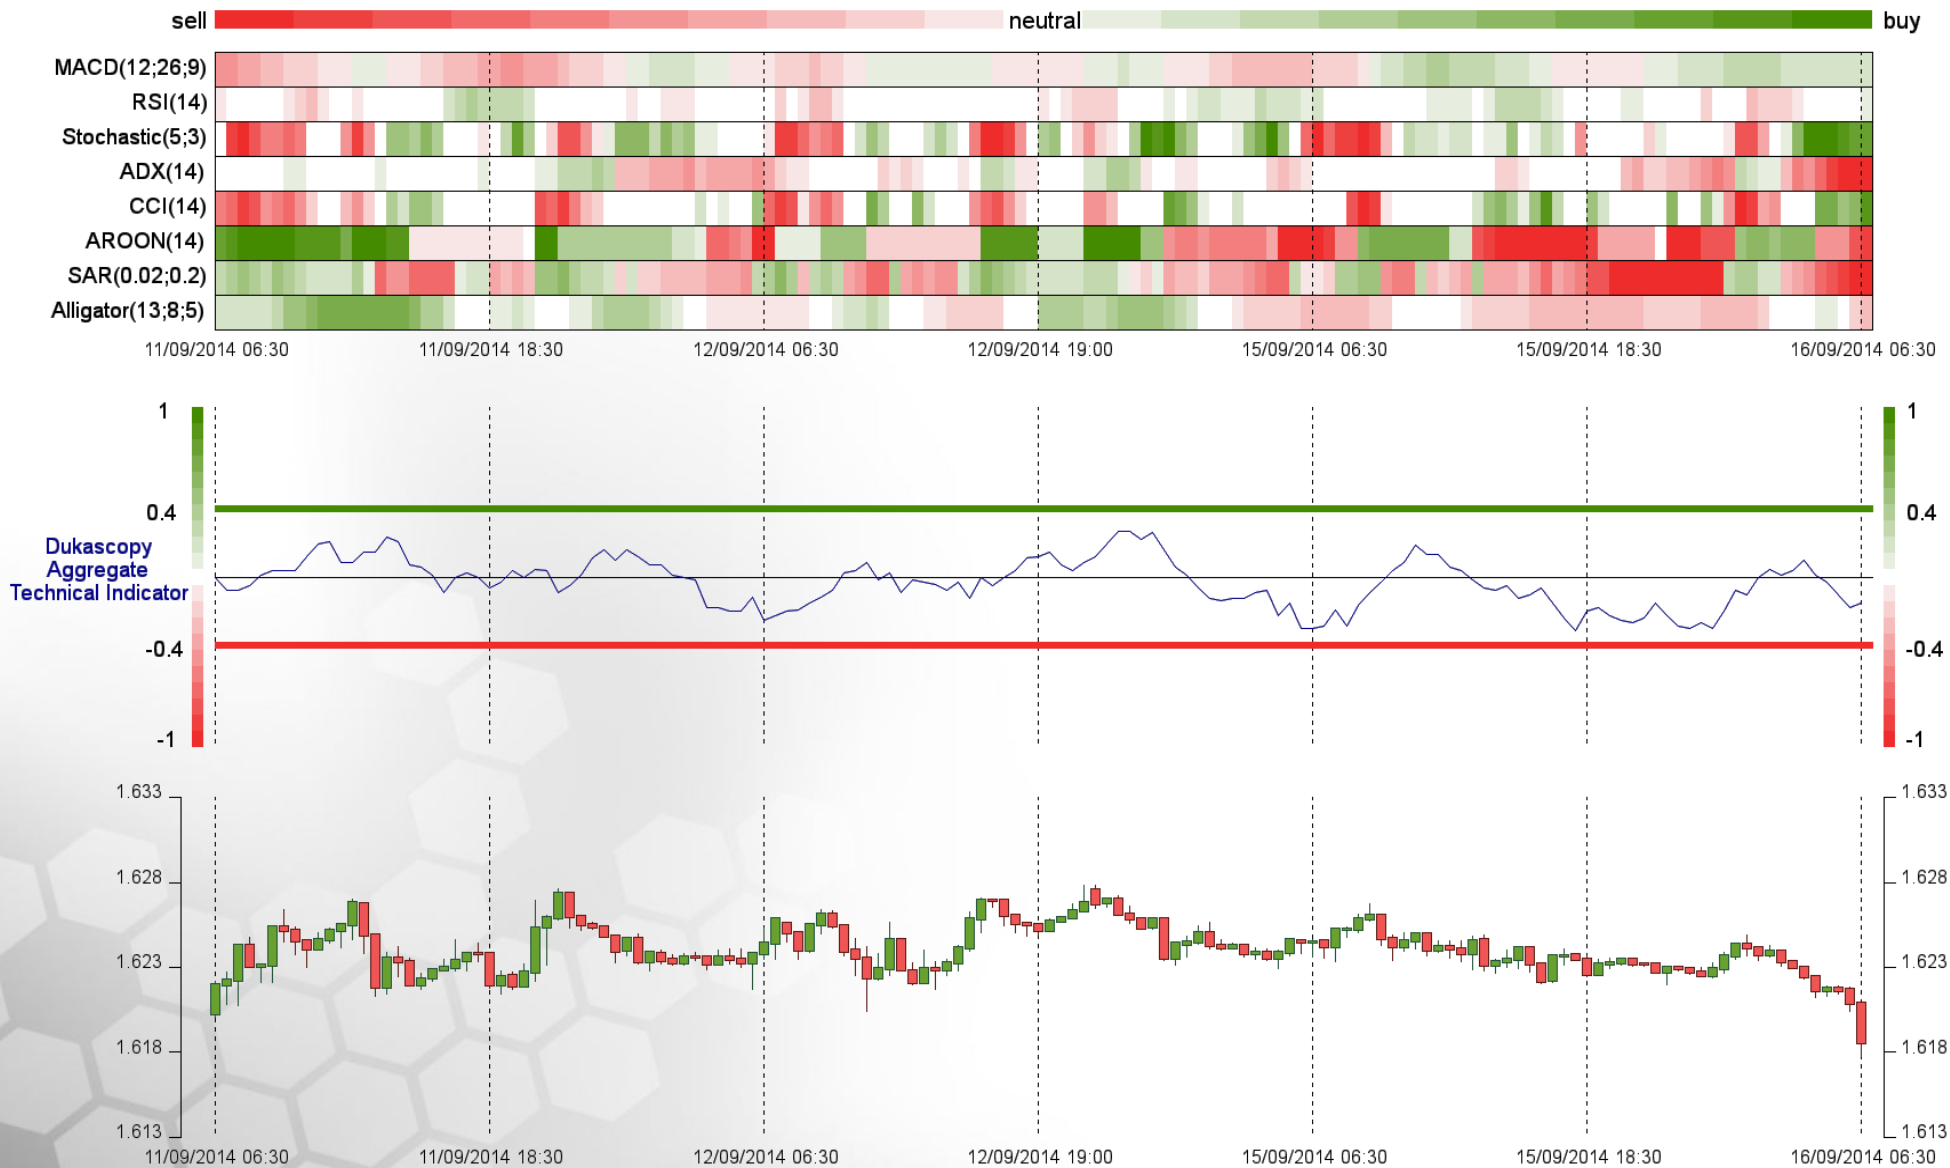 sell neutral buy
MACD(12;26;9)
RSI(14)
Stochastic(5;3)
ADX(14)
CCI(14)
AROON(14)
SAR(0.02;0.2)
Alligator(13;8;5)
11/09/2014 06:30 11/09/2014 18:30 12/09/2014 06:30 12/09/2014 19:00 15/09/2014 06:30 15/09/2014 18:30 16/09/2014 06:30
1 1
0.4 0.4
Dukascopy
Aggregate
Technical Indicator
-0.4 -0.4
-1 -1
1.633 1.633
1.628 1.628
1.623 1.623
1.618 1.618
1.613 1.613
11/09/2014 06:30 11/09/2014 18:30 12/09/2014 06:30 12/09/2014 19:00 15/09/2014 06:30 15/09/2014 18:30 16/09/2014 06:30